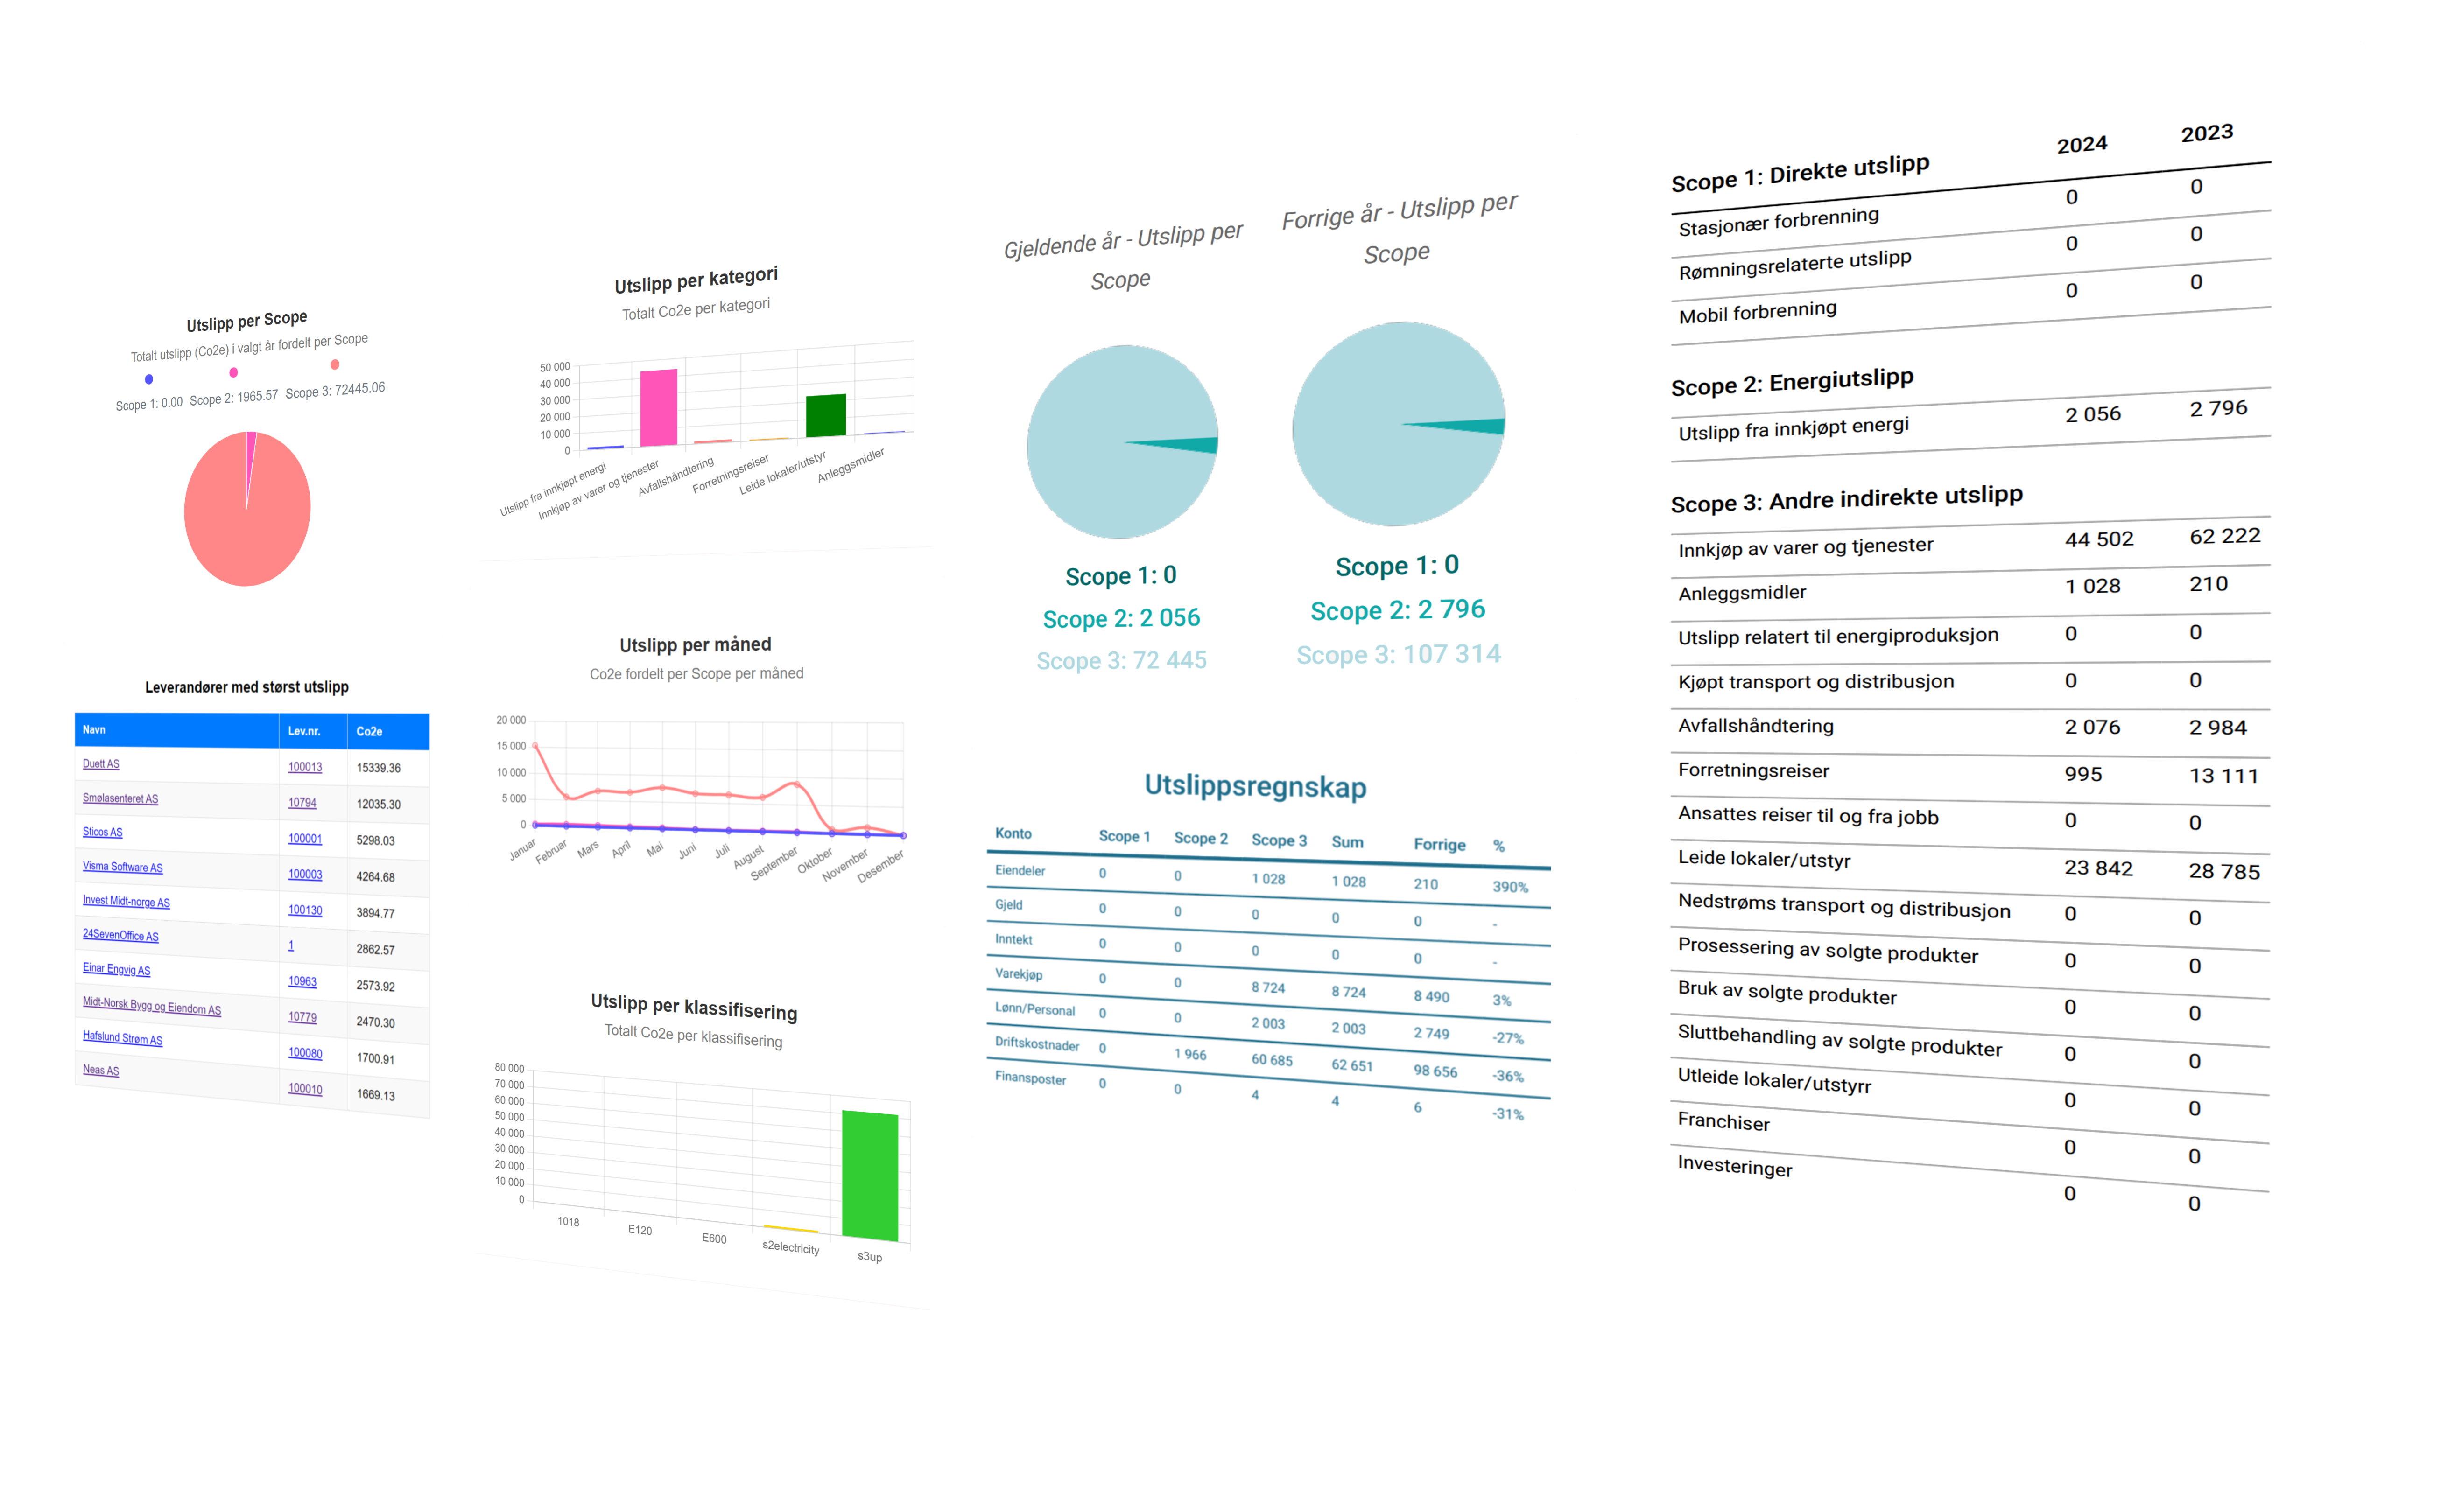 Utslipp per Scope
Totalt utslipp (Co2e) i valgt år fordelt per Scope
Scope 1: 0.00 Scope 2: 1965.57 Scope 3: 72445.06
Leverandører med størst utslipp
Navn Lev.nr. Co2e
Duett AS 100013 15339.36
Smølasenteret AS 10794 12035.30
Sticos AS 100001 5298.03
Visma Software AS 100003 4264.68
Invest Midt-norge AS 100130 3894.77
24SevenOffice AS 1 2862.57
Einar Engvig AS 10963 2573.92
Midt-Norsk Bygg og Eiendom AS 10779 2470.30
Hafslund Strøm AS 100080 1700.91
Neas AS 100010 1669.13
Utslipp per kategori
Totalt Co2e per kategori
50 000
40 000
30 000
20 000
10 000
0
Utslipp fra innkjøpt energi
Innkjøp av varer og tjenester
Avfallshåndtering
Forretningsreiser
Leide lokaler/utstyr
Anleggsmidler
Utslipp per måned
Co2e fordelt per Scope per måned
20 000
15 000
10 000
5 000
0
Januar Februar Mars April Mai Juni Juli August September Oktober November Desember
Utslipp per klassifisering
Totalt Co2e per klassifisering
80 000
70 000
60 000
50 000
40 000
30 000
20 000
10 000
0
1018 E120 E600 s2electricity s3up
Gjeldende år - Utslipp per
Scope
Scope 1: 0
Scope 2: 2 056
Scope 3: 72 445
Forrige år - Utslipp per
Scope
Scope 1: 0
Scope 2: 2 796
Scope 3: 107 314
Utslippsregnskap
Konto Scope 1 Scope 2 Scope 3 Sum Forrige %
Eiendeler 0 0 1 028 1 028 210 390%
Gjeld 0 0 0 0 0 -
Inntekt 0 0 0 0 0 -
Varekjøp 0 0 8 724 8 724 8 490 3%
Lønn/Personal 0 0 2 003 2 003 2 749 -27%
Driftskostnader 0 1 966 60 685 62 651 98 656 -36%
Finansposter 0 0 4 4 6 -31%
Scope 1: Direkte utslipp 2024 2023
Stasjonær forbrenning 0 0
Rømningsrelaterte utslipp 0 0
Mobil forbrenning 0 0
Scope 2: Energiutslipp
Utslipp fra innkjøpt energi 2 056 2 796
Scope 3: Andre indirekte utslipp
Innkjøp av varer og tjenester 44 502 62 222
Anleggsmidler 1 028 210
Utslipp relatert til energiproduksjon 0 0
Kjøpt transport og distribusjon 0 0
Avfallshåndtering 2 076 2 984
Forretningsreiser 995 13 111
Ansattes reiser til og fra jobb 0 0
Leide lokaler/utstyr 23 842 28 785
Nedstrøms transport og distribusjon 0 0
Prosessering av solgte produkter 0 0
Bruk av solgte produkter 0 0
Sluttbehandling av solgte produkter 0 0
Utleide lokaler/utstyrr 0 0
Franchiser 0 0
Investeringer 0 0